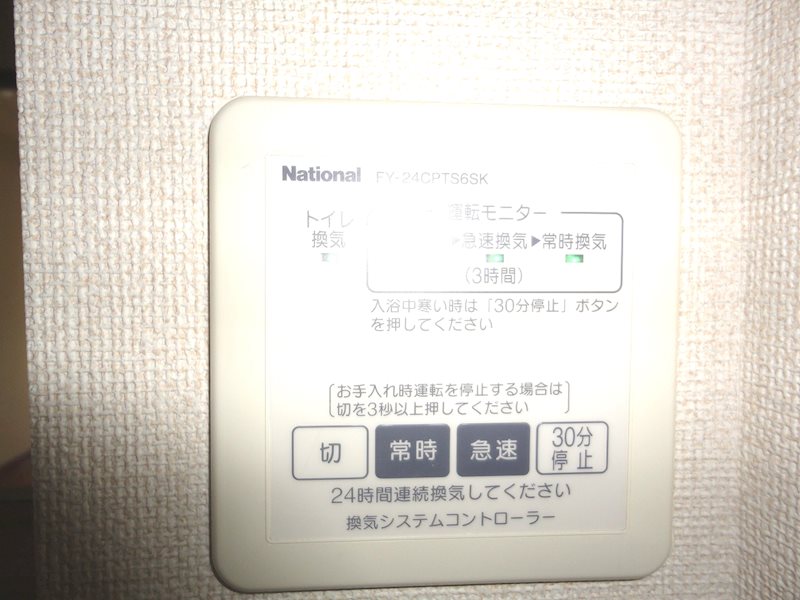 National FY-24CPTS6SK
トイレ
換気
運転モニター
▶急速換気▶常時換気
(3時間)
入浴中寒い時は「30分停止」ボタン
を押してください
お手入れ時運転を停止する場合は
切を3秒以上押してください
切 常時 急速 30分
停止
24時間連続換気してください
換気システムコントローラー